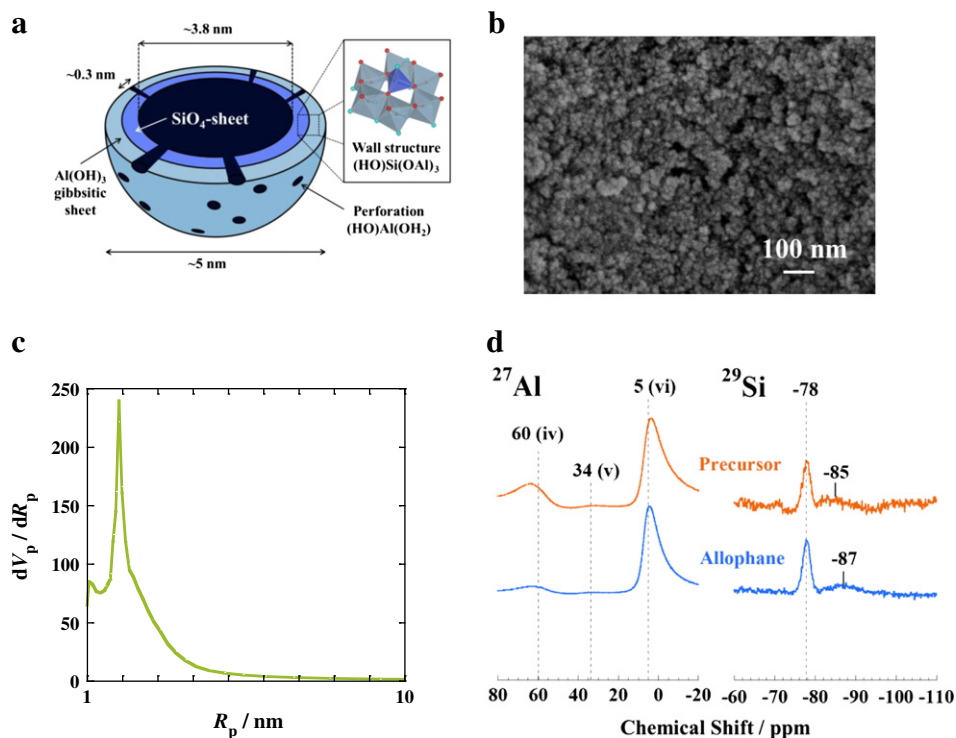 a
~3.8 nm
~0.3 nm
SiO4-sheet
Al(OH)3
gibbsitic
sheet
Wall structure
(HO)Si(OAl)3
Perforation
(HO)Al(OH2)
~5 nm
b
100 nm
c
dVp / dRp
250
200
150
100
50
0
1
10
Rp / nm
d
27Al
29Si
5 (vi)
-78
60 (iv)
34 (v)
Precursor
-85
Allophane
-87
80 60 40 20 0 -20
-60 -70 -80 -90 -100 -110
Chemical Shift / ppm